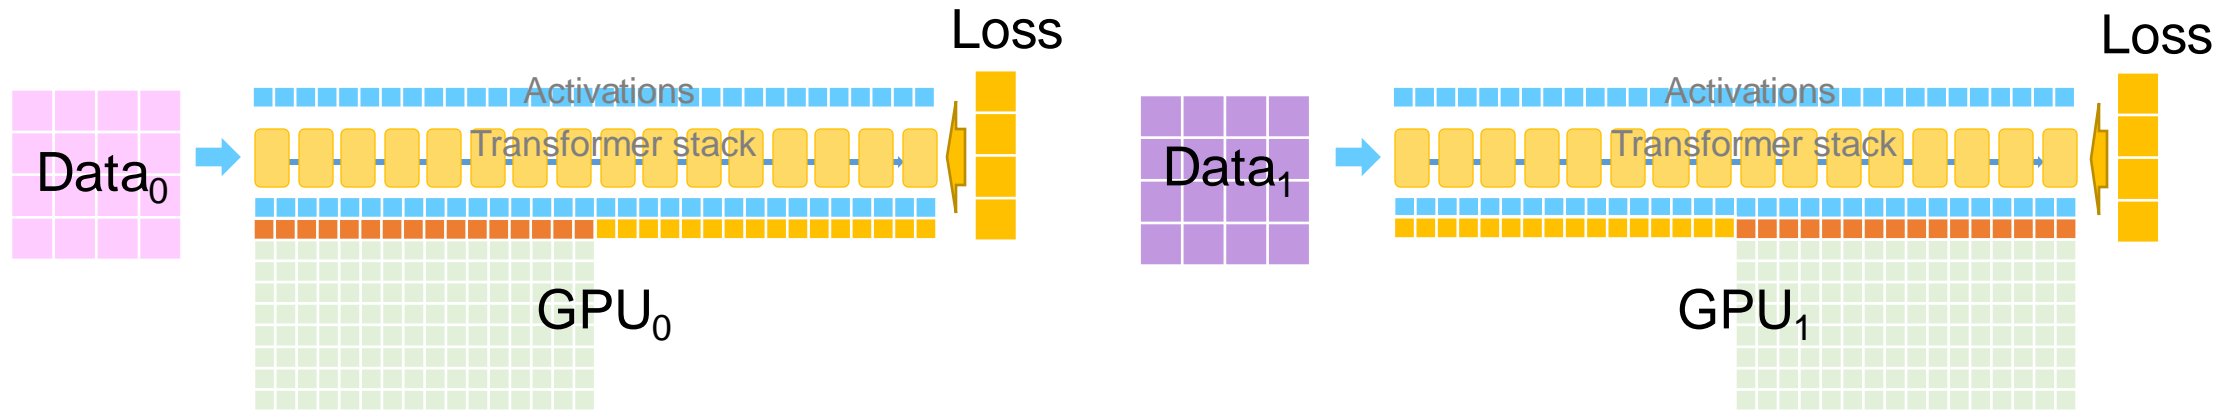 Loss
Activations
Transformer stack
Data₀
GPU₀
Loss
Activations
Transformer stack
Data₁
GPU₁